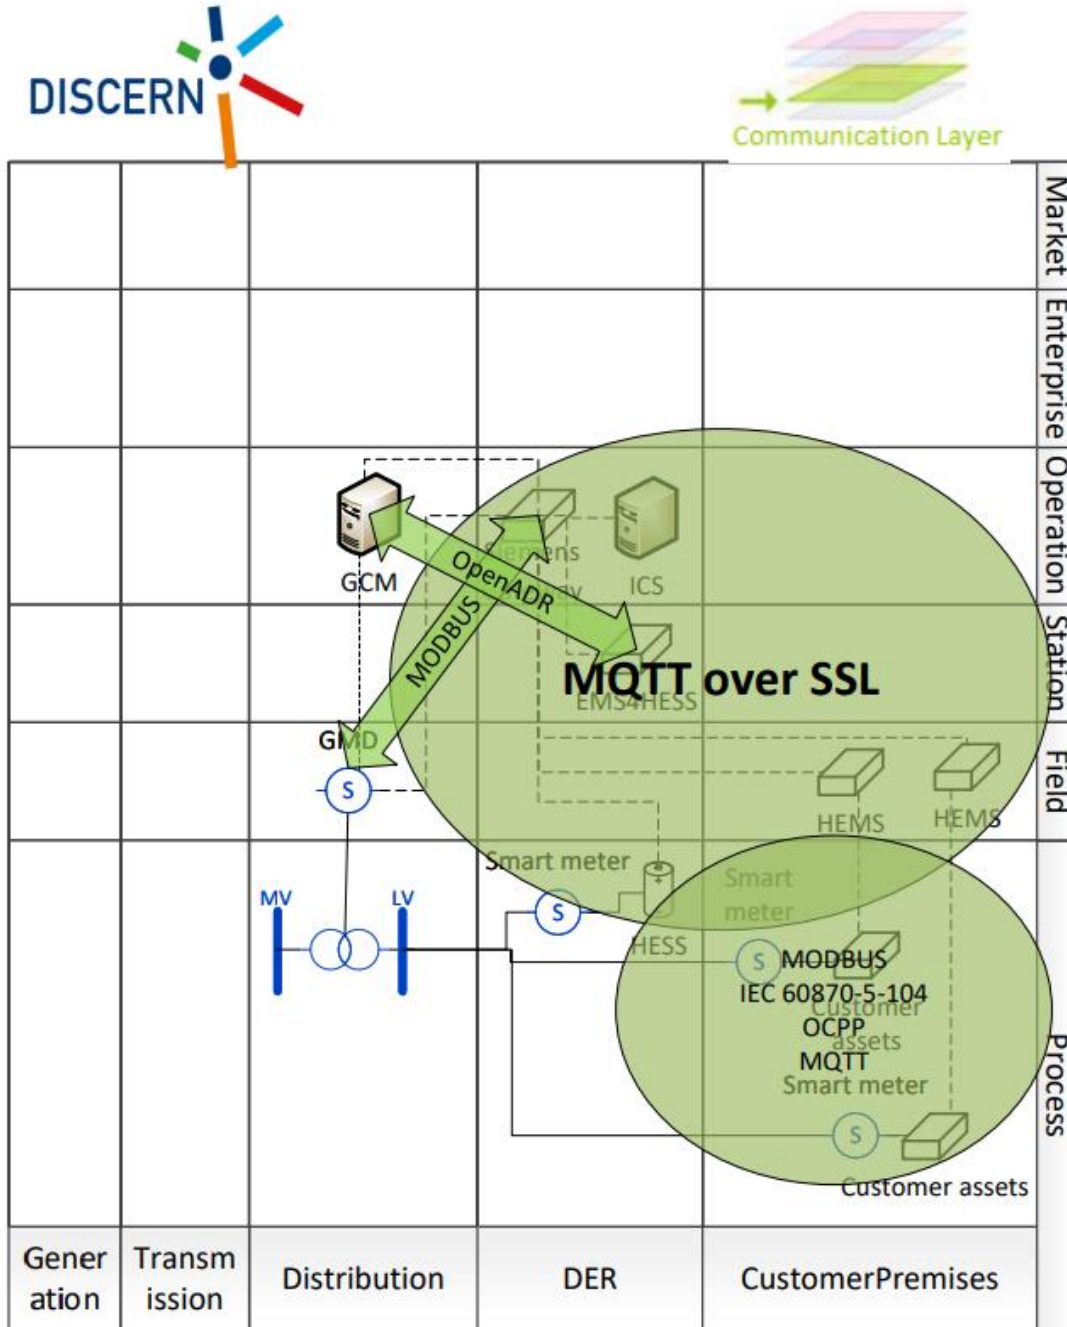 DISCERN
Communication Layer
Market
Enterprise
Operation
Station
Field
Process
GCM
Siemens
ICS
OpenADR
MODBUS
MQTT over SSL
EMS4HESS
GMD
S
HEMS
HEMS
Smart meter
S
HESS
MV
LV
Smart
meter
S
MODBUS
IEC 60870-5-104
OCPP
MQTT
Customer
assets
Smart meter
S
Customer assets
Gener
ation
Transm
ission
Distribution
DER
CustomerPremises